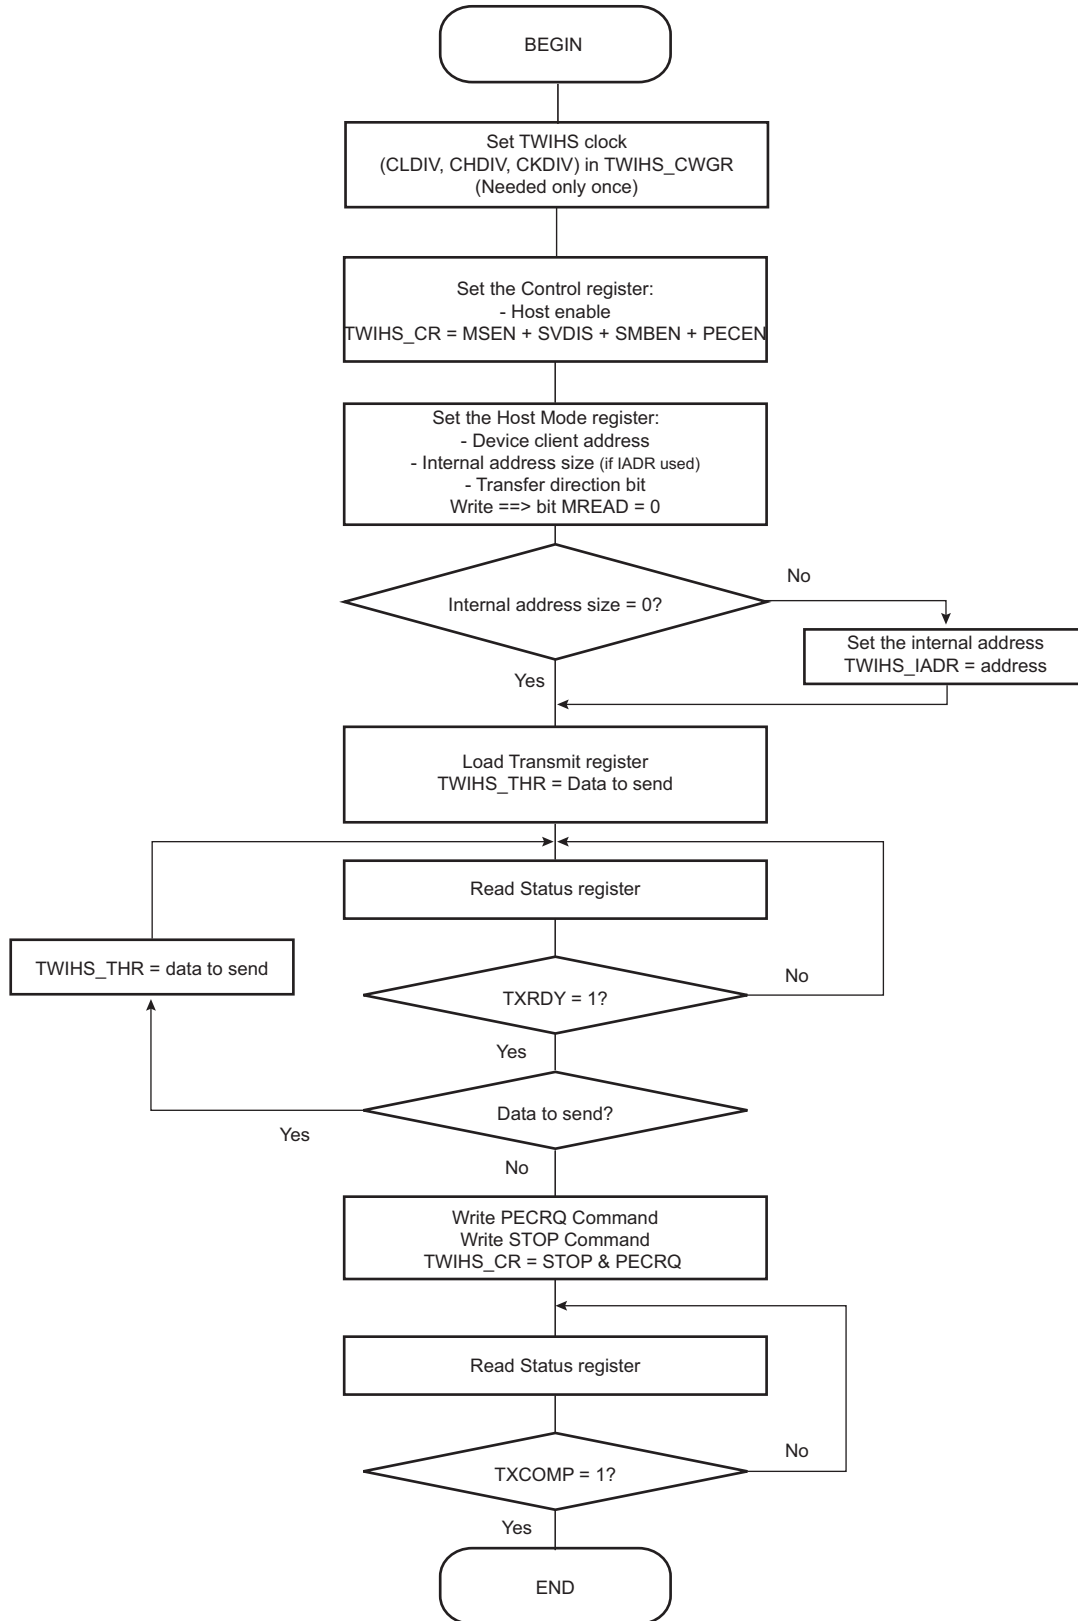 BEGIN
Set TWIHS clock
(CLDIV, CHDIV, CKDIV) in TWIHS_CWGR
(Needed only once)
Set the Control register:
- Host enable
TWIHS_CR = MSEN + SVDIS + SMBEN + PECEN
Set the Host Mode register:
- Device client address
- Internal address size (if IADR used)
- Transfer direction bit
Write ==> bit MREAD = 0
No
Internal address size = 0?
Set the internal address
TWIHS_IADR = address
Yes
Load Transmit register
TWIHS_THR = Data to send
Read Status register
TWIHS_THR = data to send
No
TXRDY = 1?
Yes
Data to send?
Yes
No
Write PECRQ Command
Write STOP Command
TWIHS_CR = STOP & PECRQ
Read Status register
No
TXCOMP = 1?
Yes
END